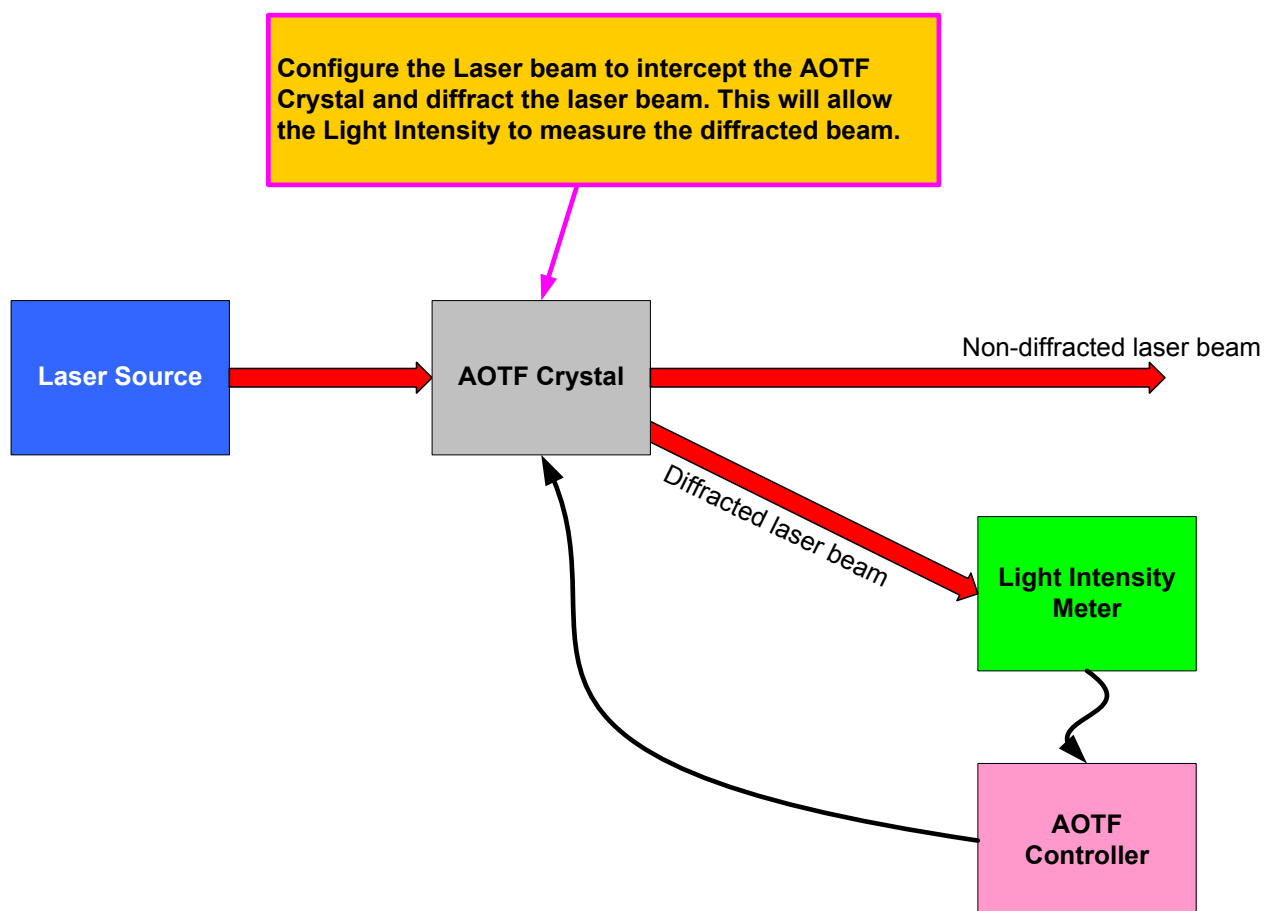 Configure the Laser beam to intercept the AOTF
Crystal and diffract the laser beam. This will allow
the Light Intensity to measure the diffracted beam.
Non-diffracted laser beam
Laser Source
AOTF Crystal
Diffracted laser beam
Light Intensity
Meter
AOTF
Controller